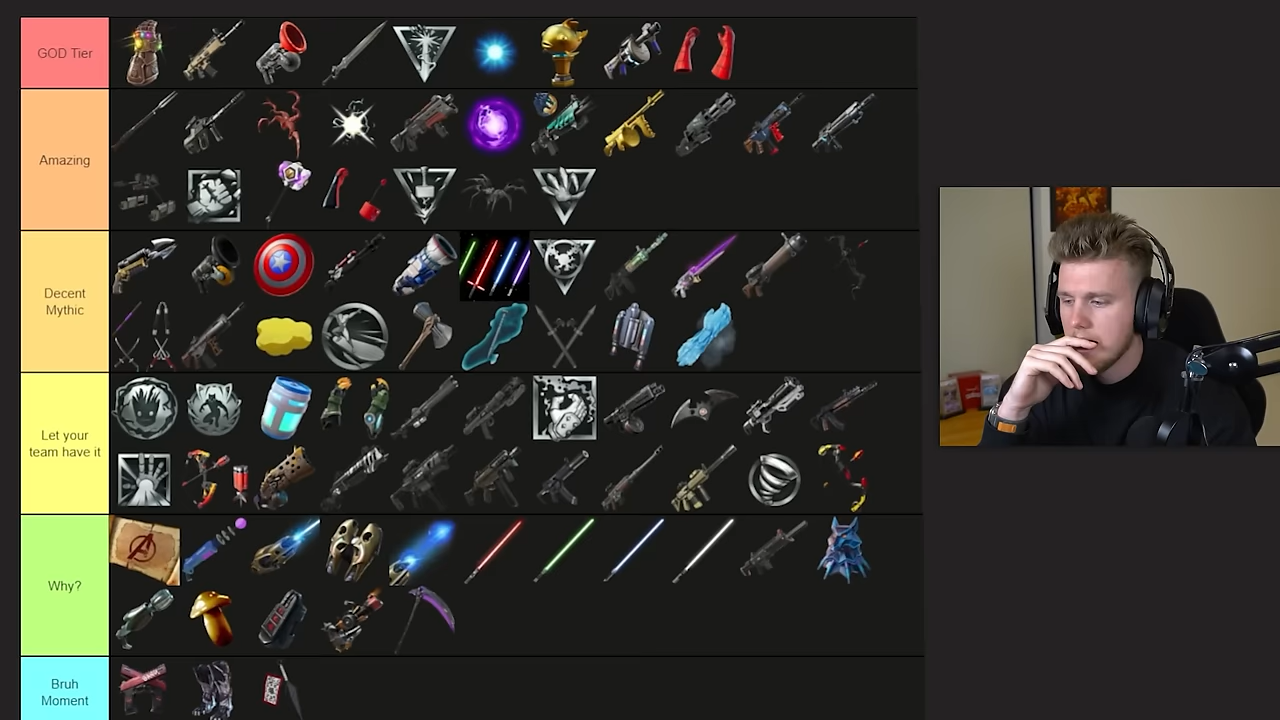 GOD Tier
Amazing
Decent
Mythic
Let your
team have it
Why?
Bruh
Moment